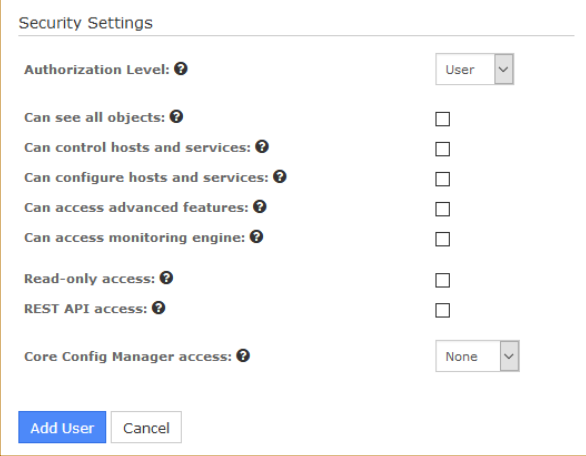 Security Settings
Authorization Level: ?
User
Can see all objects: ?
Can control hosts and services: ?
Can configure hosts and services: ?
Can access advanced features: ?
Can access monitoring engine: ?
Read-only access: ?
REST API access: ?
Core Config Manager access: ?
None
Add User
Cancel